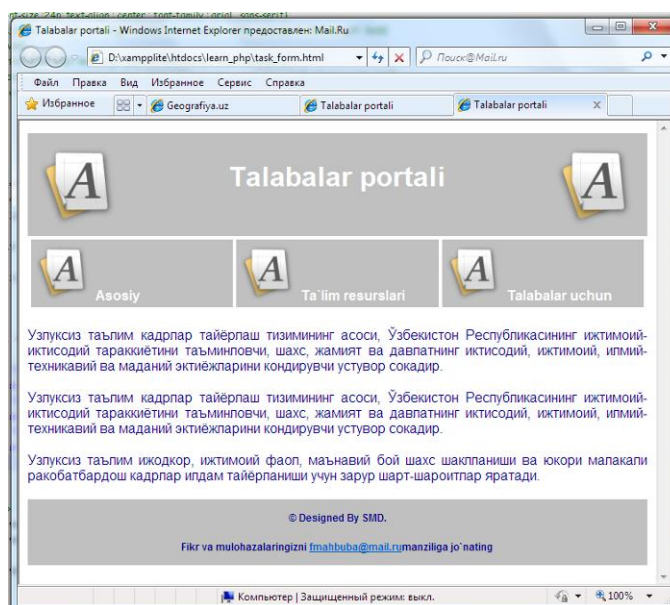 nt-size 24p text-align: center font-family arial sans-serif}
Talabalar portali - Windows Internet Explorer предоставлен: Mail.Ru
D:\xampplite\htdocs\learn_php\task_form.html
Поиск@Mail.ru
Файл Правка Вид Избранное Сервис Справка
Избранное Geografiya.uz Talabalar portali Talabalar portali X
A Talabalar portali A
A Asosiy A Ta`lim resurslari A Talabalar uchun
Узлуксиз таълим кадрлар тайёрлаш тизимининг асоси, Ўзбекистон Республикасининг ижтимоий-
иктисодий тараккиётини таъминловчи, шахс, жамият ва давлатнинг иктисодий, ижтимоий, илмий-
техникавий ва маданий эктиёжларини кондирувчи устувор сокадир.
Узлуксиз таълим кадрлар тайёрлаш тизимининг асоси, Ўзбекистон Республикасининг ижтимоий-
иктисодий тараккиётини таъминловчи, шахс, жамият ва давлатнинг иктисодий, ижтимоий, илмий-
техникавий ва маданий эктиёжларини кондирувчи устувор сокадир.
Узлуксиз таълим ижодкор, ижтимоий фаол, маънавий бой шахс шаклланиши ва юкори малакали
ракобатбардош кадрлар илдам тайёрланиши учун зарур шарт-шароитлар яратади.
© Designed By SMD.
Fikr va mulohazalaringizni fmahbuba@mail.rumanziliga jo`nating
Компьютер | Защищенный режим: выкл.
100%